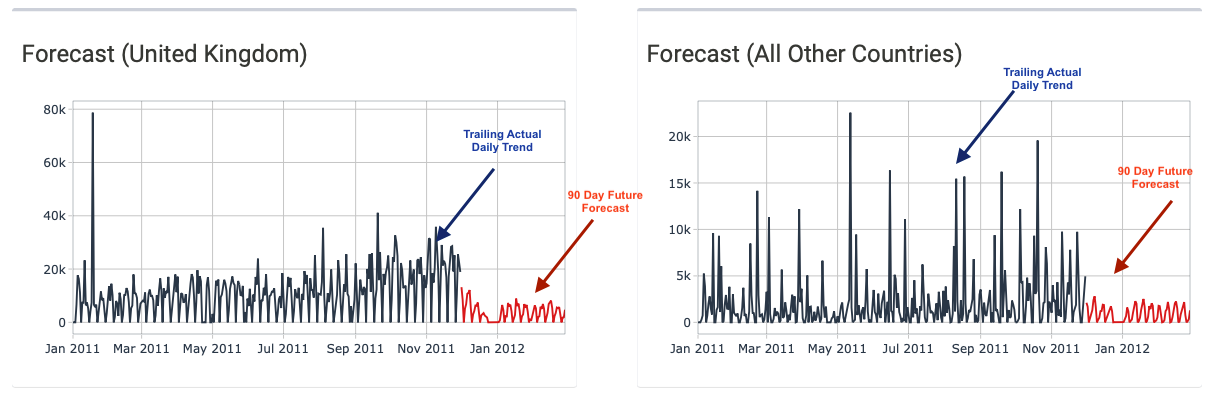 Forecast (United Kingdom)
80k
60k
40k
20k
0
Trailing Actual
Daily Trend
90 Day Future
Forecast
Jan 2011
Mar 2011
May 2011
Jul 2011
Sep 2011
Nov 2011
Jan 2012
Forecast (All Other Countries)
Trailing Actual
Daily Trend
20k
15k
10k
5k
0
90 Day Future
Forecast
Jan 2011
Mar 2011
May 2011
Jul 2011
Sep 2011
Nov 2011
Jan 2012